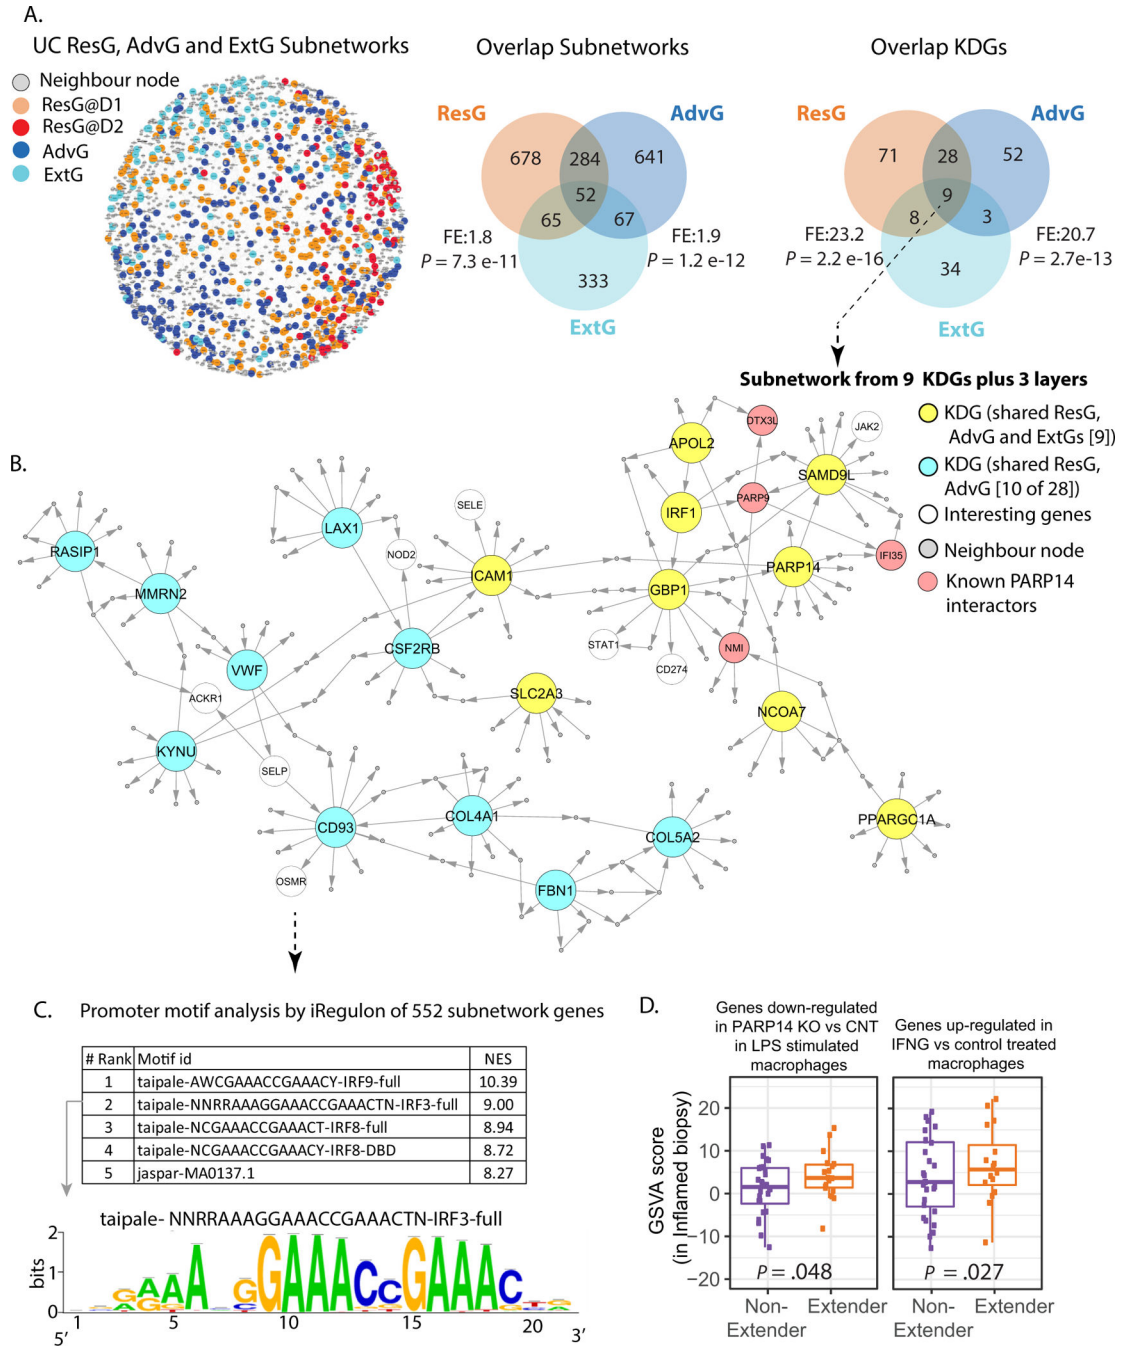 A.
UC ResG, AdvG and ExtG Subnetworks
Neighbour node
ResG@D1
ResG@D2
AdvG
ExtG
Overlap Subnetworks
ResG
AdvG
678
284
641
52
65
67
333
FE:1.8
P = 7.3 e-11
FE:1.9
P = 1.2 e-12
ExtG
Overlap KDGs
ResG
AdvG
71
28
52
9
8
3
34
FE:23.2
P = 2.2 e-16
FE:20.7
P = 2.7e-13
ExtG
Subnetwork from 9 KDGs plus 3 layers
KDG (shared ResG,
AdvG and ExtGs [9])
KDG (shared ResG,
AdvG [10 of 28])
Interesting genes
Neighbour node
Known PARP14
interactors
B.
APOL2
DTX3L
JAK2
SAMD9L
PARP9
IRF1
IFI35
PARP14
GBP1
STAT1
CD274
NMI
NCOA7
PPARGC1A
SELE
LAX1
NOD2
ICAM1
CSF2RB
SLC2A3
RASIP1
MMRN2
VWF
ACKR1
KYNU
SELP
CD93
COL4A1
COL5A2
OSMR
FBN1
C.
Promoter motif analysis by iRegulon of 552 subnetwork genes
# Rank Motif id NES
1 taipale-AWCGAAACCGAAACY-IRF9-full 10.39
2 taipale-NNRRAAAGGAAACCGAAACTN-IRF3-full 9.00
3 taipale-NCGAAACCGAAACT-IRF8-full 8.94
4 taipale-NCGAAACCGAAACY-IRF8-DBD 8.72
5 jaspar-MA0137.1 8.27
taipale- NNRRAAAGGAAACCGAAACTN-IRF3-full
bits
2
1
0
5′
1
5
10
15
20
3′
D.
Genes down-regulated
in PARP14 KO vs CNT
in LPS stimulated
macrophages
Genes up-regulated in
IFNG vs control treated
macrophages
GSVA score
(in Inflamed biopsy)
20
10
0
−10
−20
P = .048
P = .027
Non-
Extender
Extender
Non-
Extender
Extender